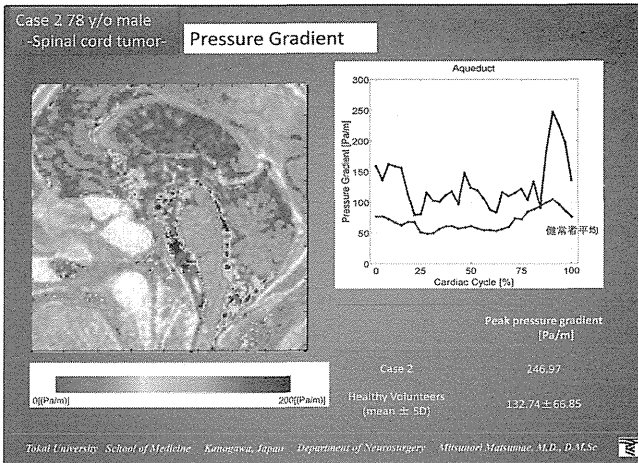 Case 2 78 y/o male
-Spinal cord tumor-
Pressure Gradient
Aqueduct
300
250
200
150
100
50
0
Pressure Gradient [Pa/m]
0
25
50
75
100
Cardiac Cycle [%]
健常者平均
0[(Pa/m)]
200[(Pa/m)]
Peak pressure gradient
[Pa/m]
Case 2
246.97
Healthy Volunteers
(mean ± SD)
132.74±66.85
Tokai University School of Medicine Kanagawa, Japan Department of Neurosurgery Mitsunori Matsumae, M.D., D.M.Sc